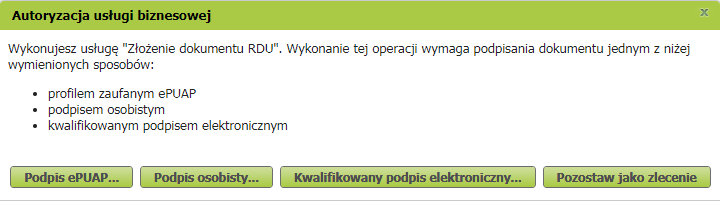 Autoryzacja usługi biznesowej x
Wykonujesz usługę "Złożenie dokumentu RDU". Wykonanie tej operacji wymaga podpisania dokumentu jednym z niżej
wymienionych sposobów:
• profilem zaufanym ePUAP
• podpisem osobistym
• kwalifikowanym podpisem elektronicznym
Podpis ePUAP... Podpis osobisty... Kwalifikowany podpis elektroniczny... Pozostaw jako zlecenie